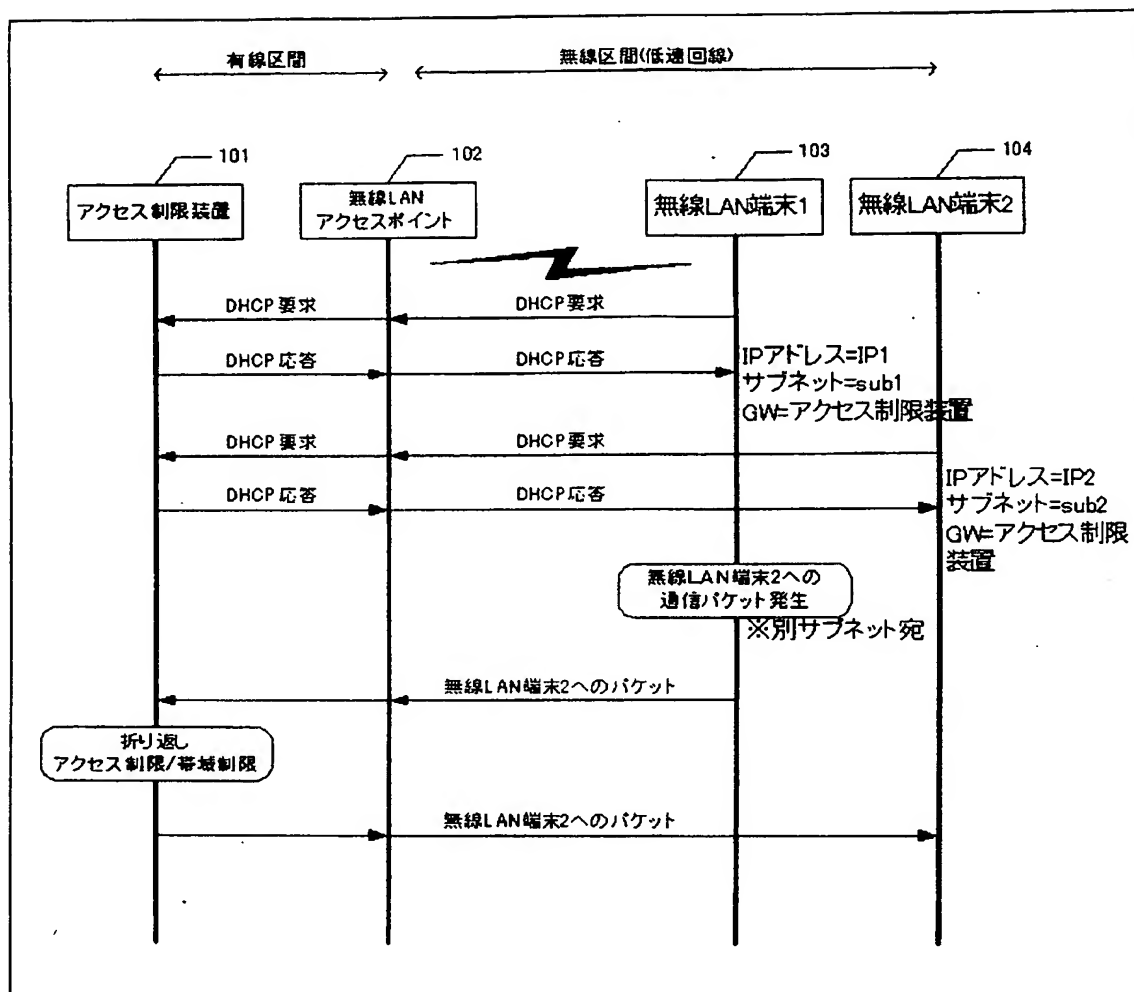 有線区間
無線区間(低速回線)
101
102
103
104
アクセス制限装置
無線LAN
アクセスポイント
無線LAN端末1
無線LAN端末2
DHCP要求
DHCP要求
DHCP応答
DHCP応答
IPアドレス=IP1
サブネット=sub1
GW=アクセス制限装置
DHCP要求
DHCP要求
DHCP応答
DHCP応答
IPアドレス=IP2
サブネット=sub2
GW=アクセス制限
装置
無線LAN端末2への
通信パケット発生
※別サブネット宛
無線LAN端末2へのパケット
折り返し
アクセス制限/帯域制限
無線LAN端末2へのパケット